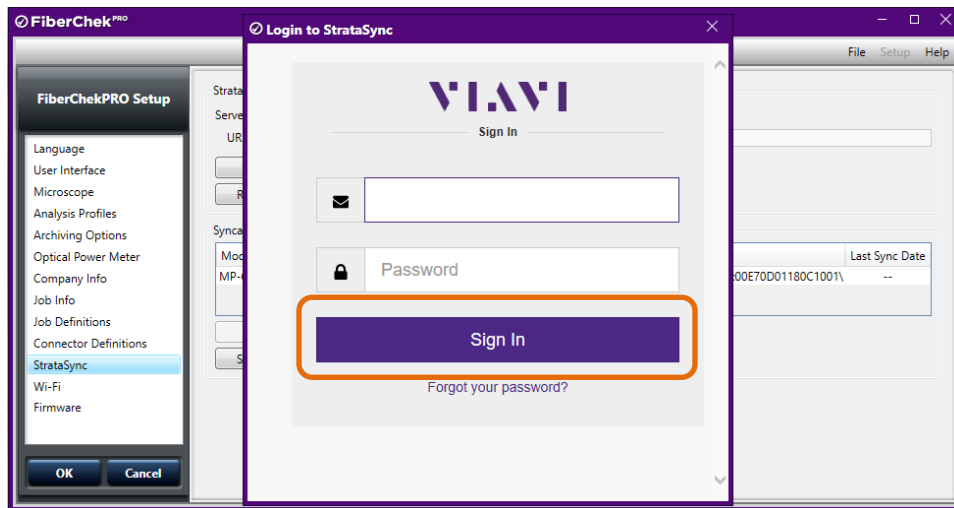 FiberChekPRO
Login to StrataSync
File Setup Help
FiberChekPRO Setup
Language
User Interface
Microscope
Analysis Profiles
Archiving Options
Optical Power Meter
Company Info
Job Info
Job Definitions
Connector Definitions
StrataSync
Wi-Fi
Firmware
OK Cancel
Strata
Serve
UR
R
Synca
Mod
MP-
S
VIAVI
Sign In
Password
Sign In
Forgot your password?
Last Sync Date
:00E70D01180C1001\ --